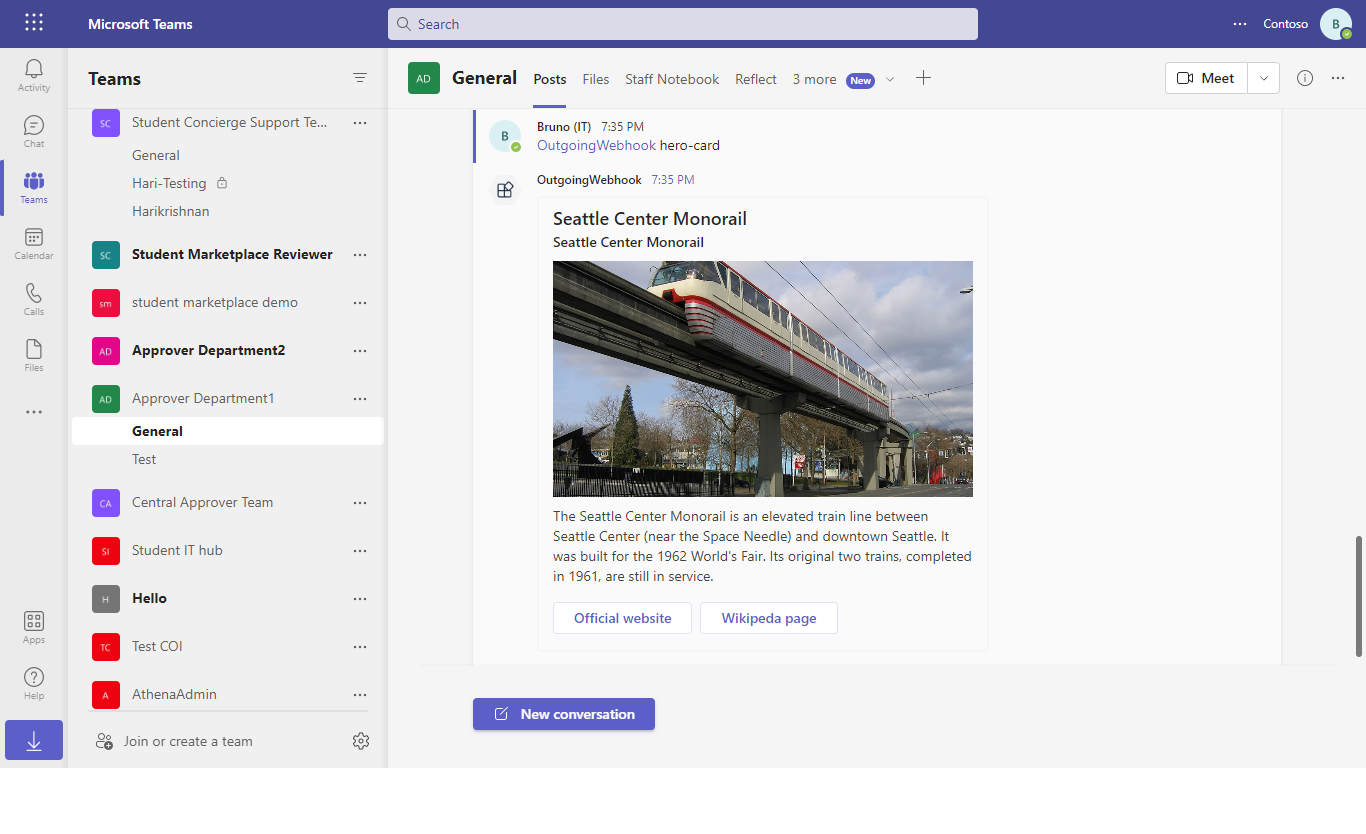 Microsoft Teams
Search
Contoso
B
Activity
Chat
Teams
Calendar
Calls
Files
Apps
Help
Teams
SC Student Concierge Support Te...
General
Hari-Testing
Harikrishnan
SC Student Marketplace Reviewer
sm student marketplace demo
AD Approver Department2
AD Approver Department1
General
Test
CA Central Approver Team
SI Student IT hub
H Hello
TC Test COI
A AthenaAdmin
Join or create a team
AD General Posts Files Staff Notebook Reflect 3 more New
Meet
B
Bruno (IT) 7:35 PM
OutgoingWebhook hero-card
OutgoingWebhook 7:35 PM
Seattle Center Monorail
Seattle Center Monorail
The Seattle Center Monorail is an elevated train line between
Seattle Center (near the Space Needle) and downtown Seattle. It
was built for the 1962 World's Fair. Its original two trains, completed
in 1961, are still in service.
Official website
Wikipeda page
New conversation